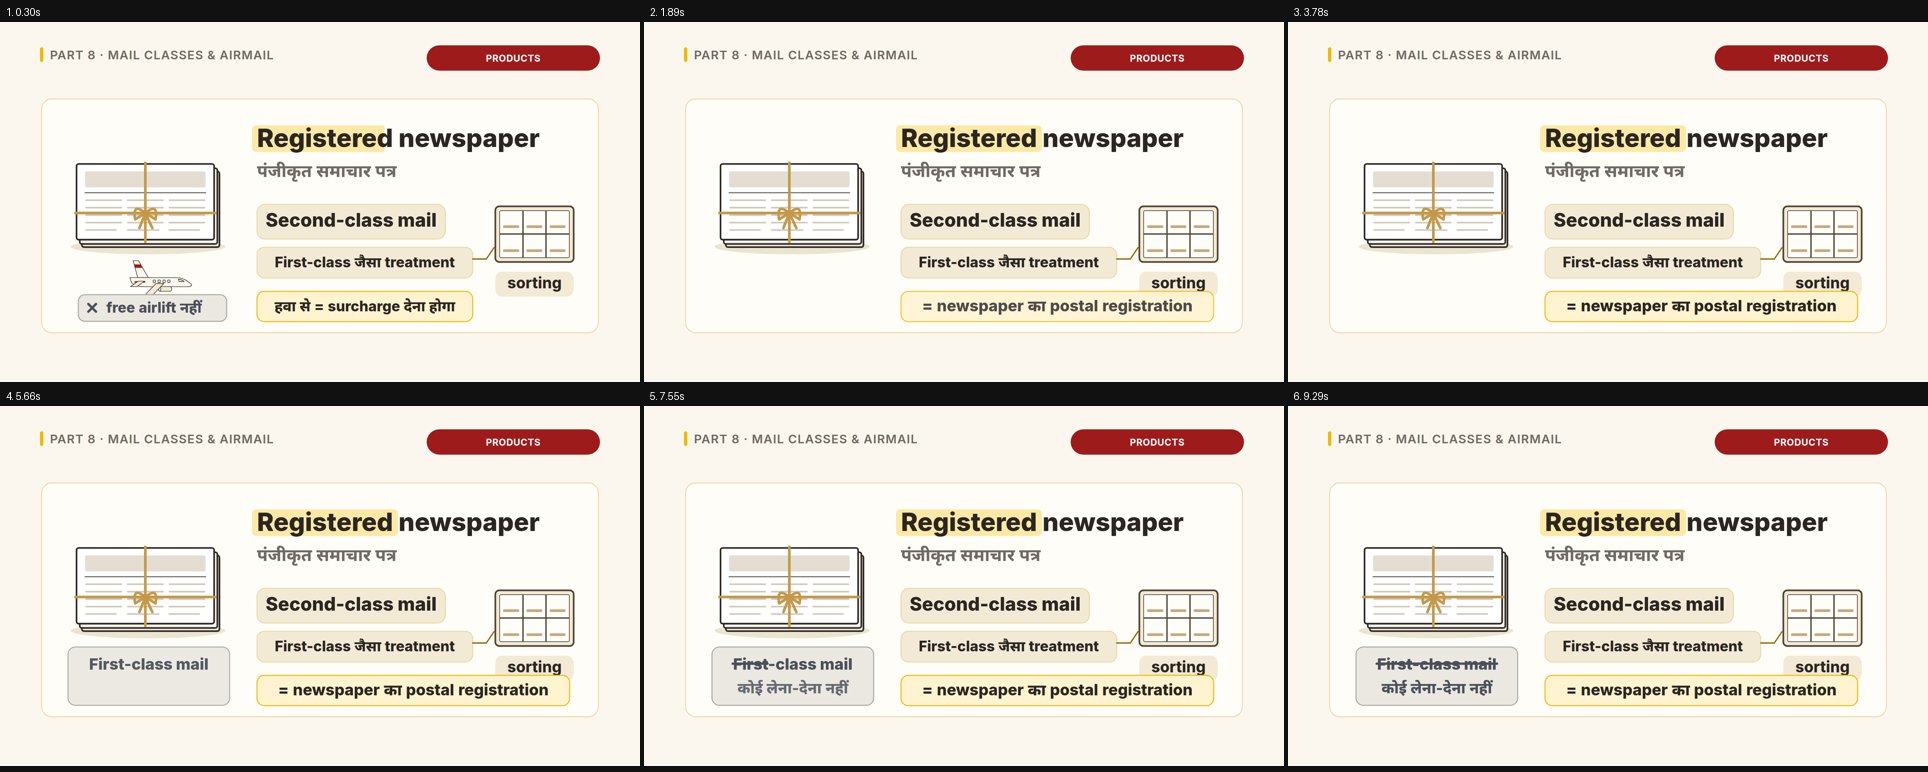 1. 0.30s
PART 8 · MAIL CLASSES & AIRMAIL
PRODUCTS
Registered newspaper
पंजीकृत समाचार पत्र
Second-class mail
First-class जैसा treatment
sorting
✕ free airlift नहीं
हवा से = surcharge देना होगा
2. 1.89s
PART 8 · MAIL CLASSES & AIRMAIL
PRODUCTS
Registered newspaper
पंजीकृत समाचार पत्र
Second-class mail
First-class जैसा treatment
sorting
= newspaper का postal registration
3. 3.78s
PART 8 · MAIL CLASSES & AIRMAIL
PRODUCTS
Registered newspaper
पंजीकृत समाचार पत्र
Second-class mail
First-class जैसा treatment
sorting
= newspaper का postal registration
4. 5.66s
PART 8 · MAIL CLASSES & AIRMAIL
PRODUCTS
Registered newspaper
पंजीकृत समाचार पत्र
Second-class mail
First-class जैसा treatment
sorting
First-class mail
= newspaper का postal registration
5. 7.55s
PART 8 · MAIL CLASSES & AIRMAIL
PRODUCTS
Registered newspaper
पंजीकृत समाचार पत्र
Second-class mail
First-class जैसा treatment
sorting
First-class mail
कोई लेना-देना नहीं
= newspaper का postal registration
6. 9.29s
PART 8 · MAIL CLASSES & AIRMAIL
PRODUCTS
Registered newspaper
पंजीकृत समाचार पत्र
Second-class mail
First-class जैसा treatment
sorting
First-class mail
कोई लेना-देना नहीं
= newspaper का postal registration